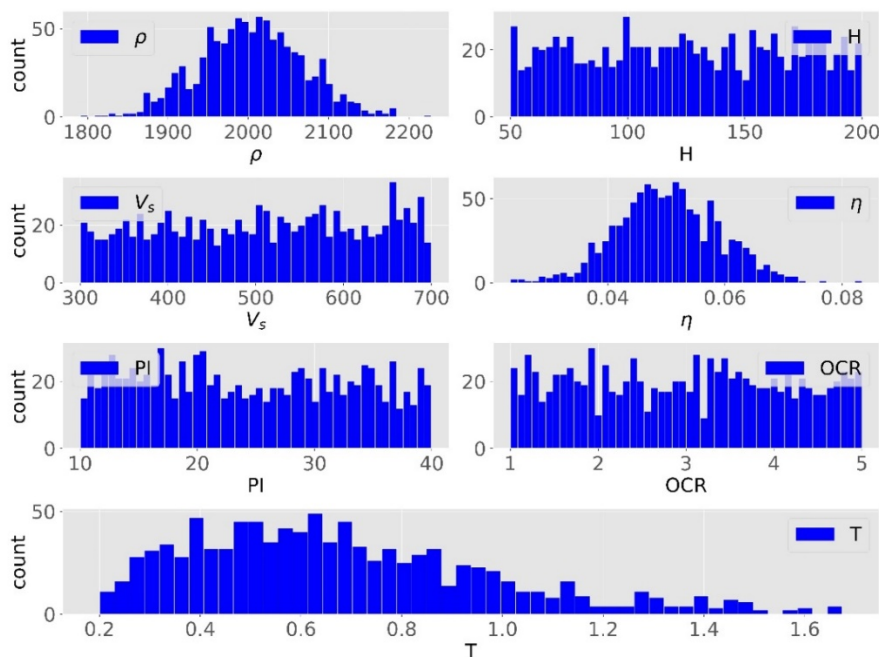 count
50
0
ρ
1800 1900 2000 2100 2200
ρ
20
0
H
50 100 150 200
H
count
20
0
V_s
300 400 500 600 700
V_s
50
0
η
0.04 0.06 0.08
η
count
20
0
PI
10 20 30 40
PI
20
0
OCR
1 2 3 4 5
OCR
count
50
0
T
0.2 0.4 0.6 0.8 1.0 1.2 1.4 1.6
T